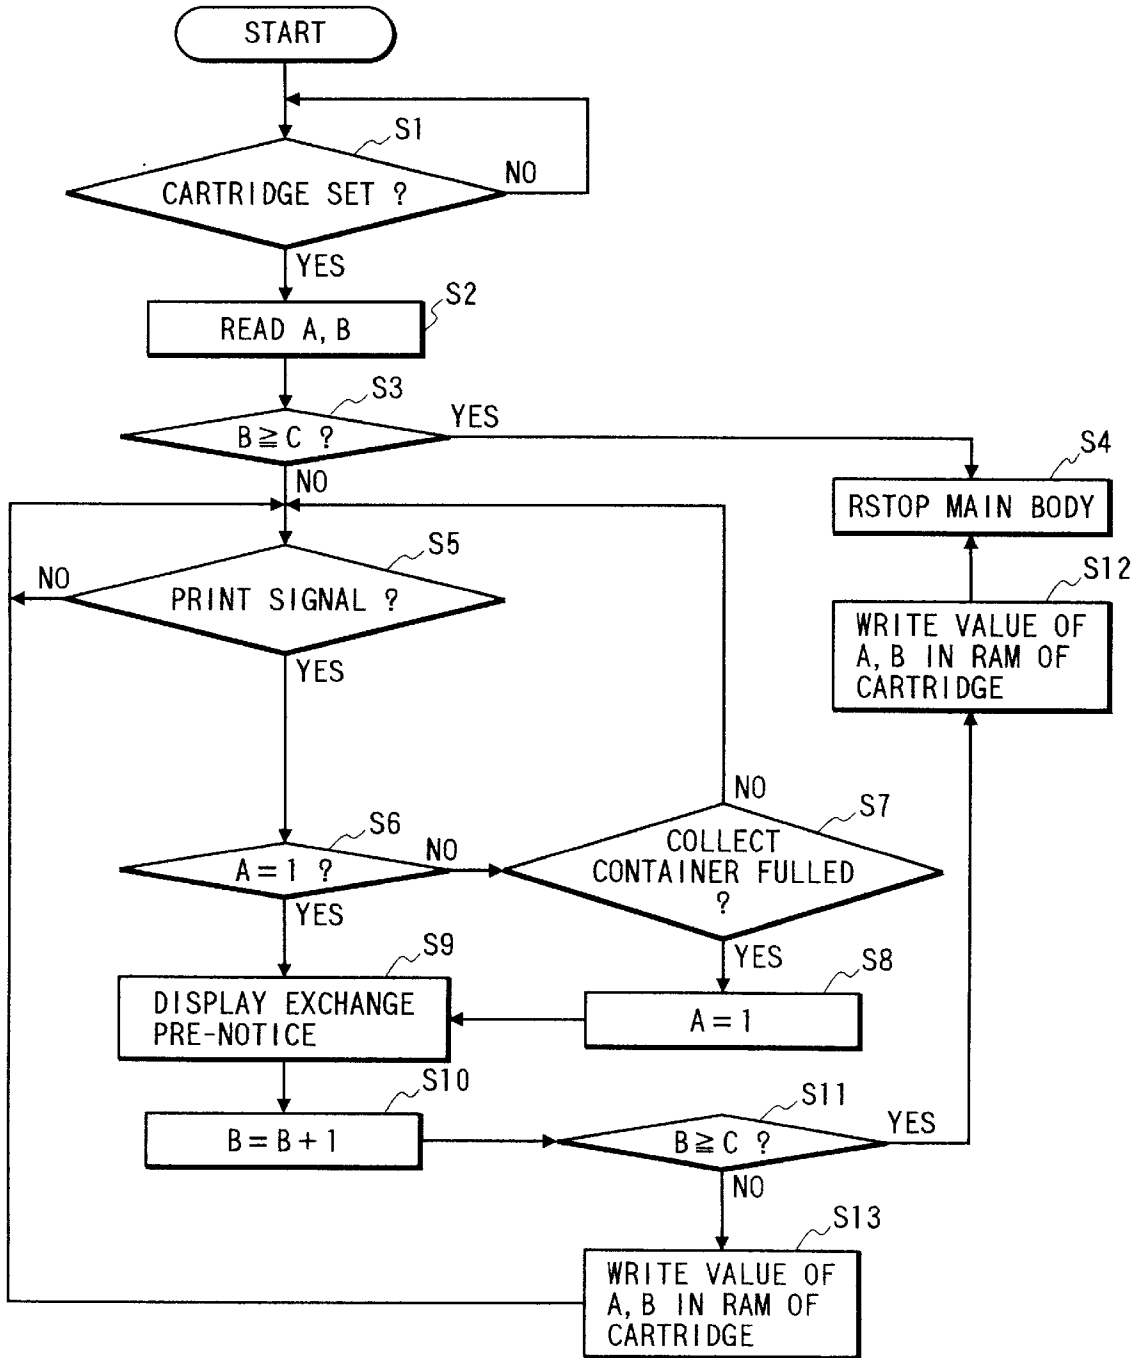 START
S1
CARTRIDGE SET ?
NO
YES
S2
READ A, B
S3
B≧C ?
YES
NO
S4
RSTOP MAIN BODY
S5
PRINT SIGNAL ?
NO
YES
S12
WRITE VALUE OF
A, B IN RAM OF
CARTRIDGE
S6
A=1 ?
NO
YES
S7
COLLECT
CONTAINER FULLED
?
NO
YES
S9
DISPLAY EXCHANGE
PRE-NOTICE
S8
A=1
S10
B=B+1
S11
B≧C ?
YES
NO
S13
WRITE VALUE OF
A, B IN RAM OF
CARTRIDGE